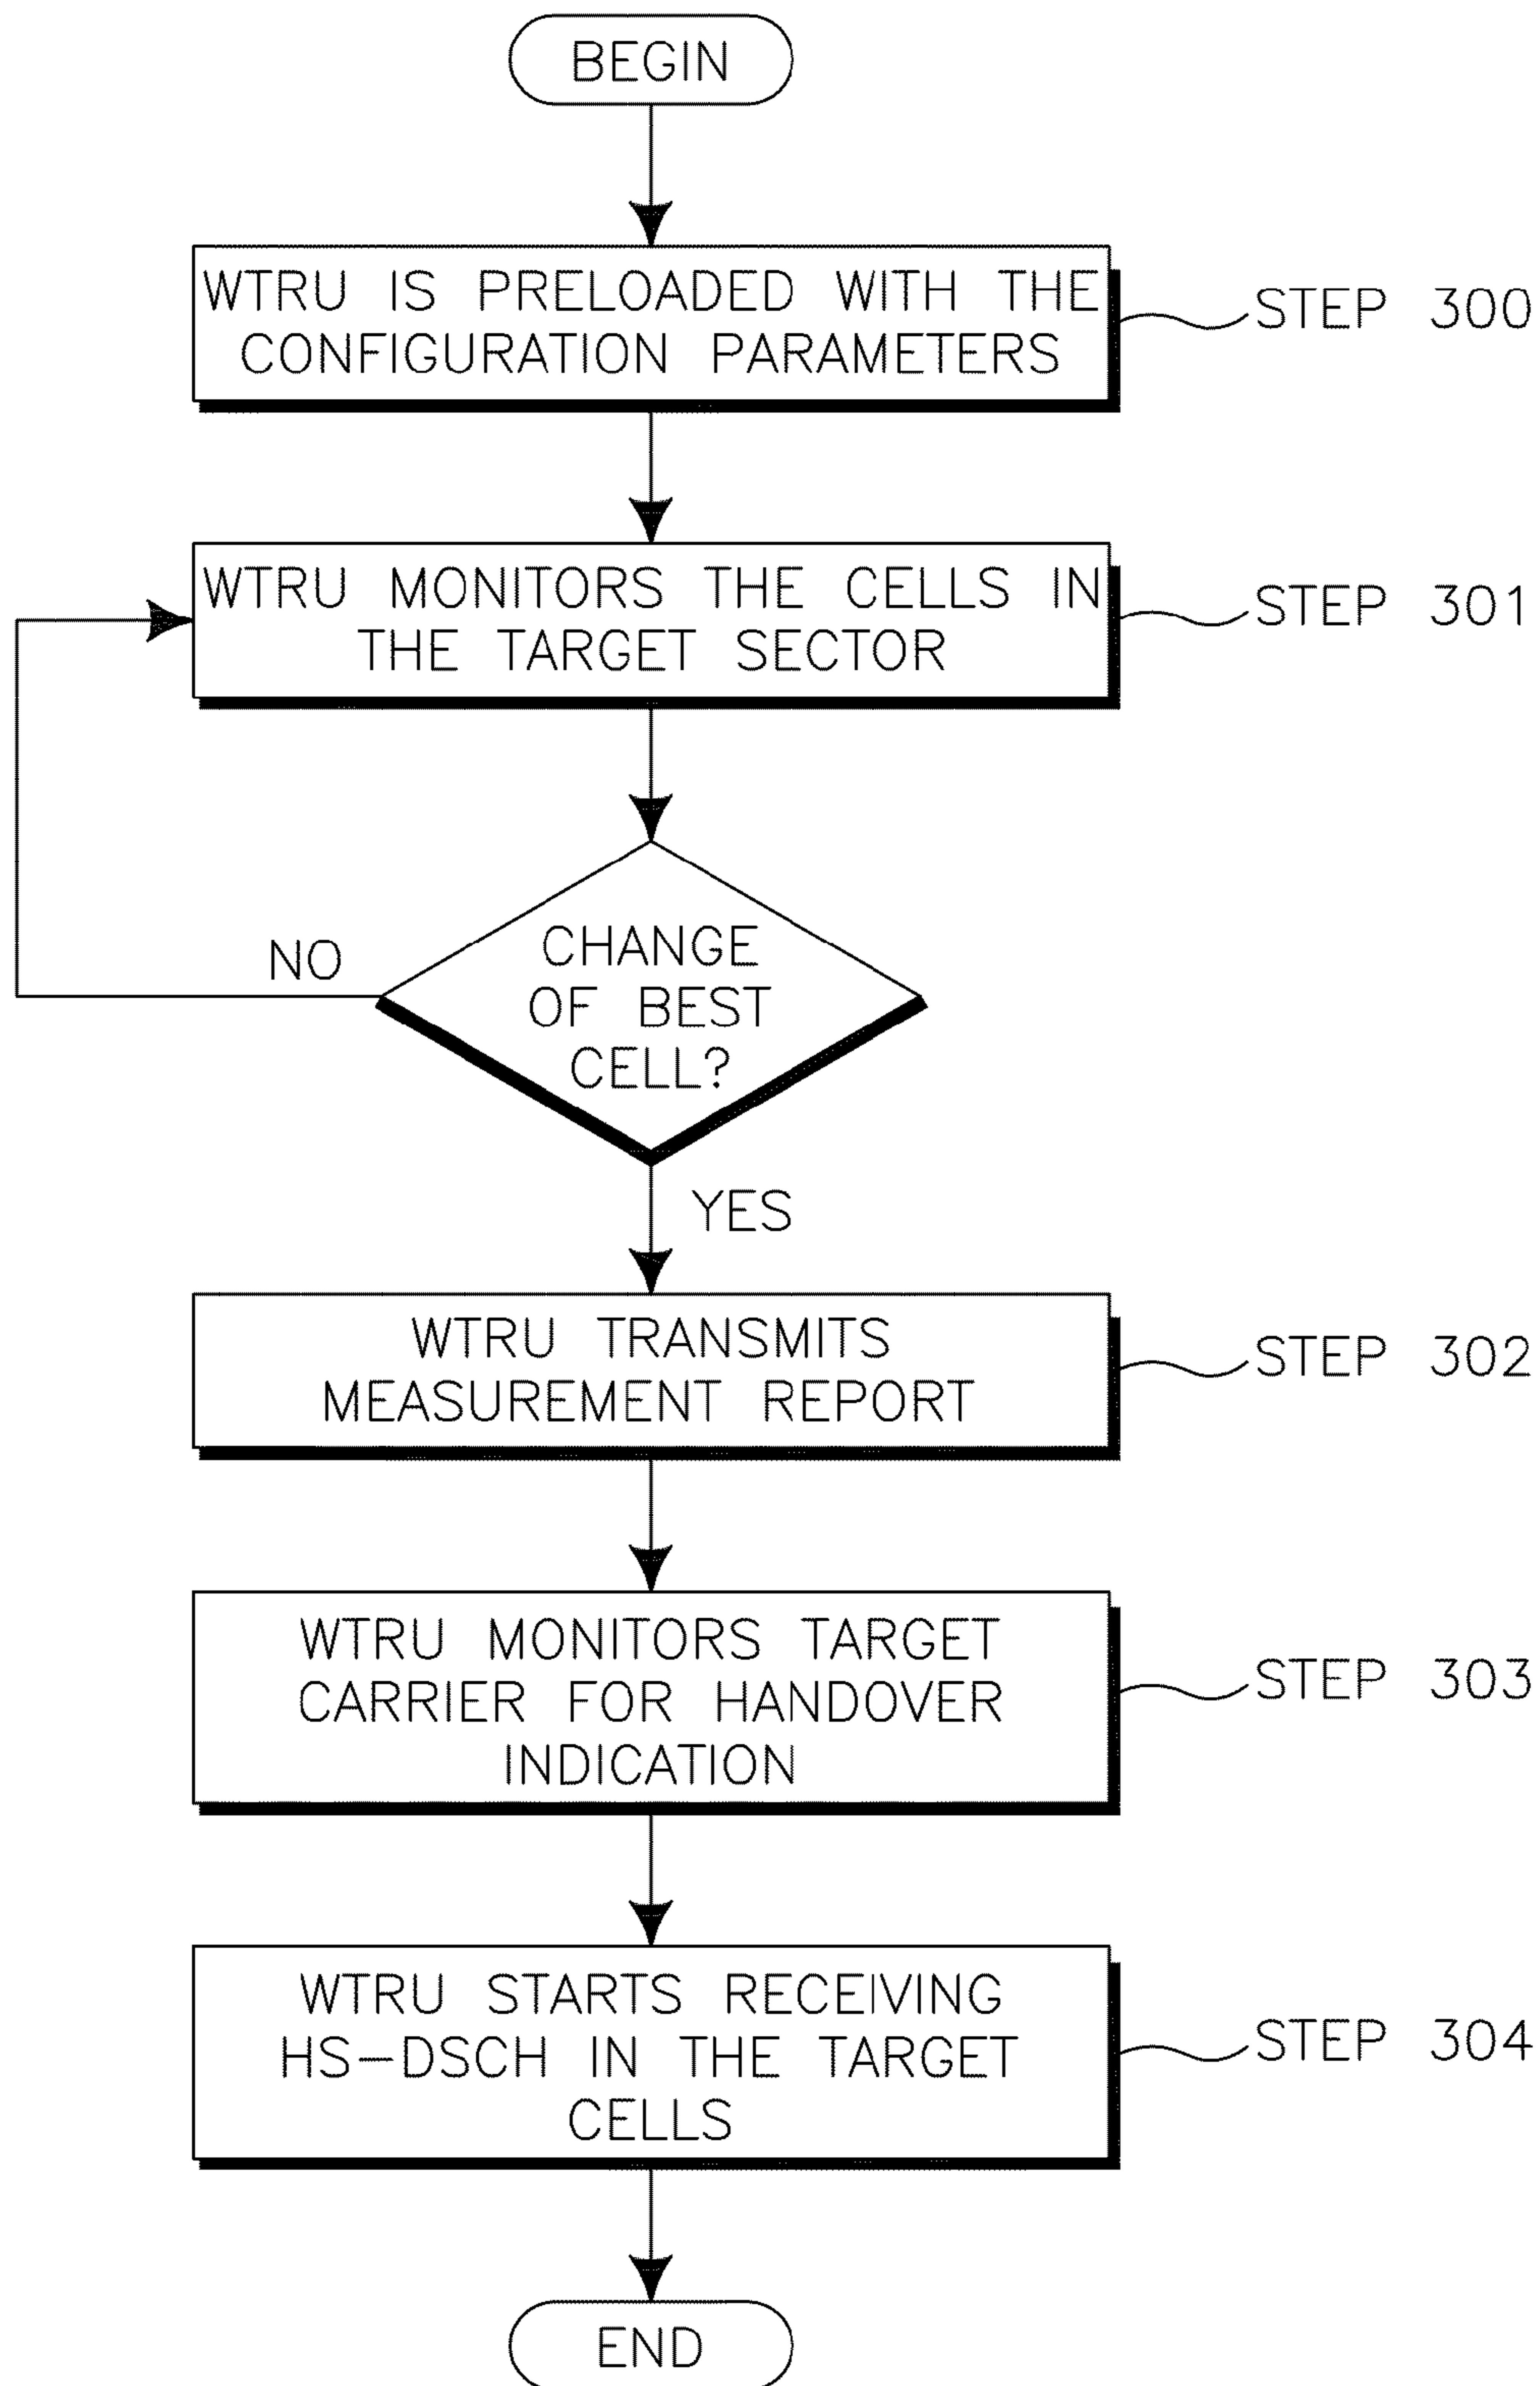 BEGIN
WTRU IS PRELOADED WITH THE
CONFIGURATION PARAMETERS
STEP 300
WTRU MONITORS THE CELLS IN
THE TARGET SECTOR
STEP 301
CHANGE
OF BEST
CELL?
NO
YES
WTRU TRANSMITS
MEASUREMENT REPORT
STEP 302
WTRU MONITORS TARGET
CARRIER FOR HANDOVER
INDICATION
STEP 303
WTRU STARTS RECEIVING
HS-DSCH IN THE TARGET
CELLS
STEP 304
END